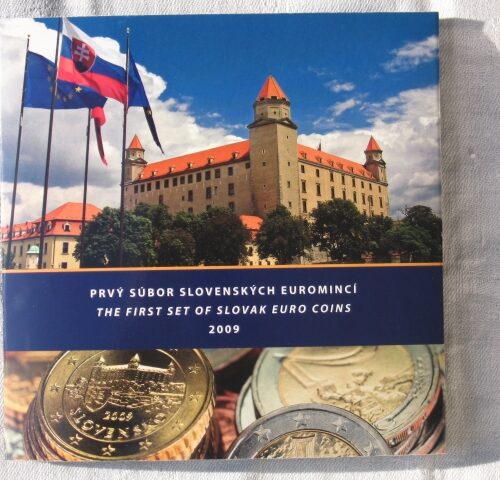 PRVÝ SÚBOR SLOVENSKÝCH EUROMINCÍ
THE FIRST SET OF SLOVAK EURO COINS
2009
2009
SLOVENSKO